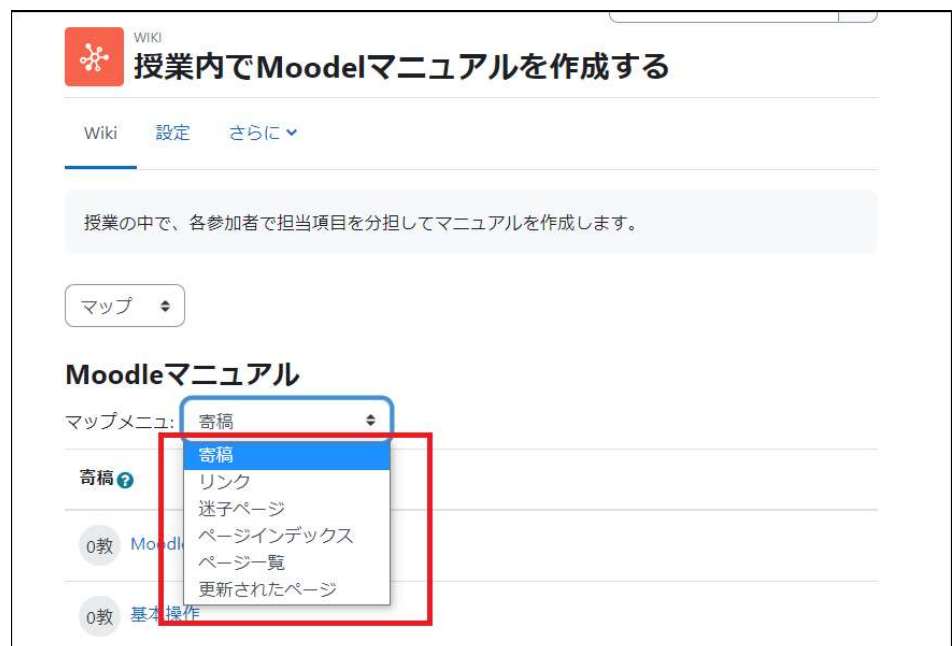 WIKI
授業内でMoodelマニュアルを作成する
Wiki 設定 さらに
授業の中で、各参加者で担当項目を分担してマニュアルを作成します。
マップ
Moodleマニュアル
マップメニュ: 寄稿
寄稿
リンク
寄稿
迷子ページ
ページインデックス
0教
ページ一覧
更新されたページ
0教 基本操作